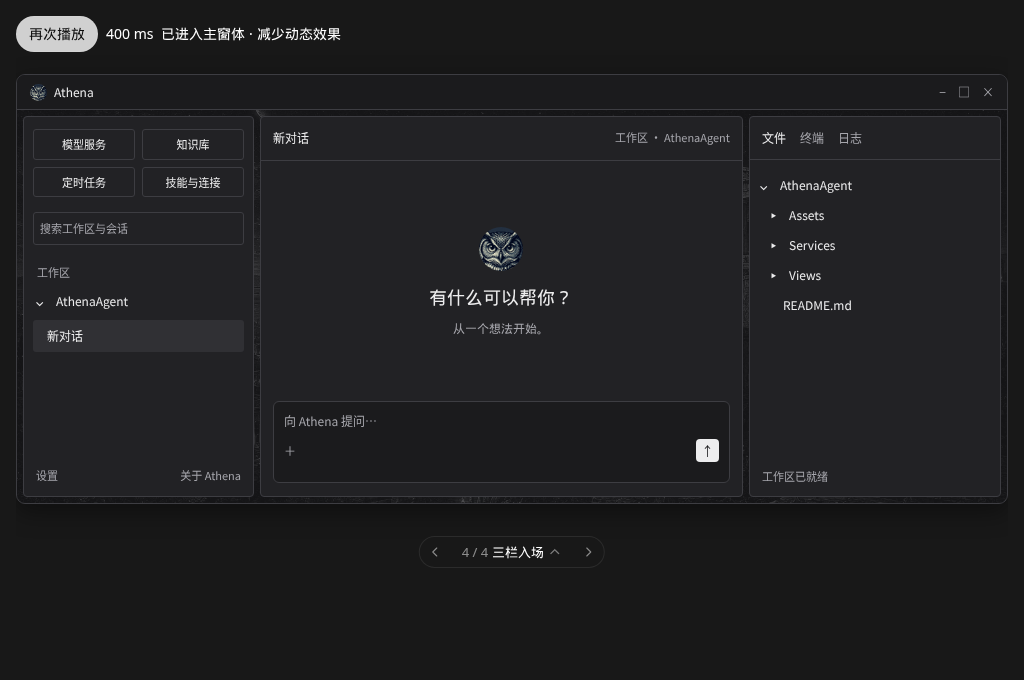 再次播放 400 ms 已进入主窗体 · 减少动态效果
Athena
模型服务 知识库
定时任务 技能与连接
搜索工作区与会话
工作区
AthenaAgent
新对话
设置 关于 Athena
新对话 工作区 • AthenaAgent
有什么可以帮你？
从一个想法开始。
向 Athena 提问…
文件 终端 日志
AthenaAgent
Assets
Services
Views
README.md
工作区已就绪
4 / 4 三栏入场